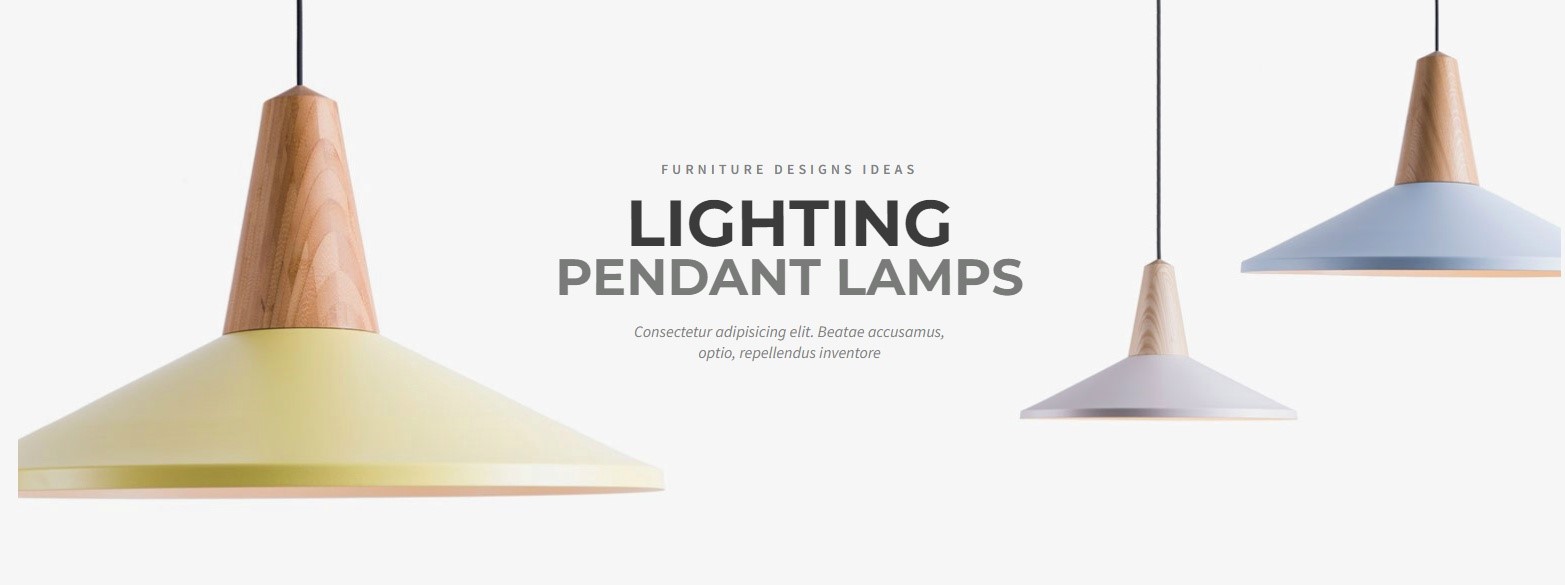 FURNITURE DESIGNS IDEAS
LIGHTING
PENDANT LAMPS
Consectetur adipisicing elit. Beatae accusamus,
optio, repellendus inventore